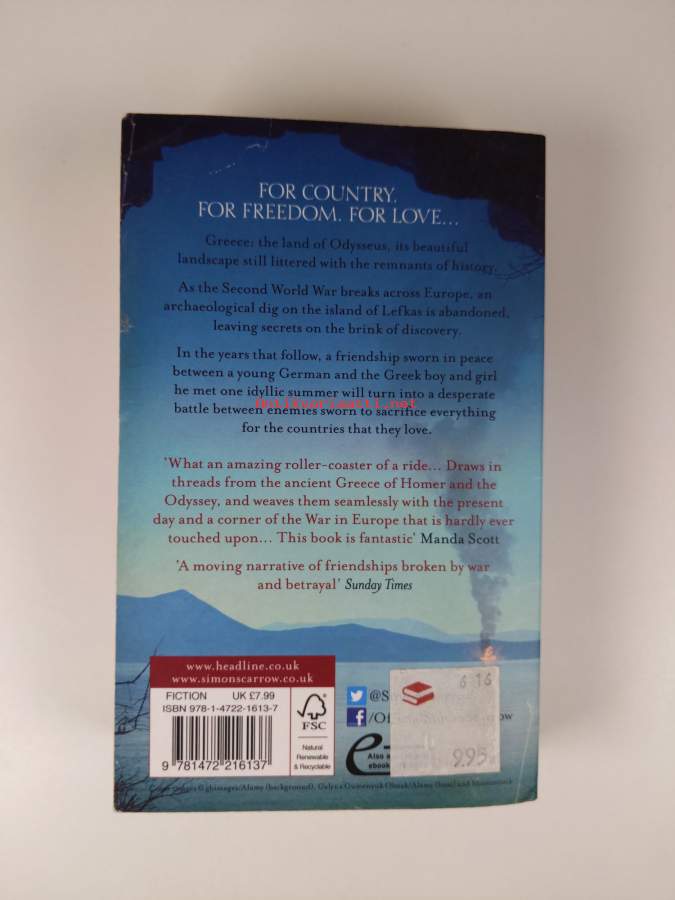 FOR COUNTRY.
FOR FREEDOM. FOR LOVE...
Greece: the land of Odysseus, its beautiful
landscape still littered with the remnants of history.
As the Second World War breaks across Europe, an
archaeological dig on the island of Lefkas is abandoned,
leaving secrets on the brink of discovery.
In the years that follow, a friendship sworn in peace
between a young German and the Greek boy and girl
he met one idyllic summer will turn into a desperate
battle between enemies sworn to sacrifice everything
for the countries that they love.
Antikvariaatti.net
'What an amazing roller-coaster of a ride... Draws in
threads from the ancient Greece of Homer and the
Odyssey, and weaves them seamlessly with the present
day and a corner of the War in Europe that is hardly ever
touched upon... This book is fantastic' Manda Scott
'A moving narrative of friendships broken by war
and betrayal' Sunday Times
www.headline.co.uk
www.simonscarrow.co.uk
FICTION UK £7.99
ISBN 978-1-4722-1613-7
9 781472 216137
FSC
Natural
Renewable
& Recyclable
@S
/Of
ow
Also
ebook
6 16
9.95
/Alamy (background),